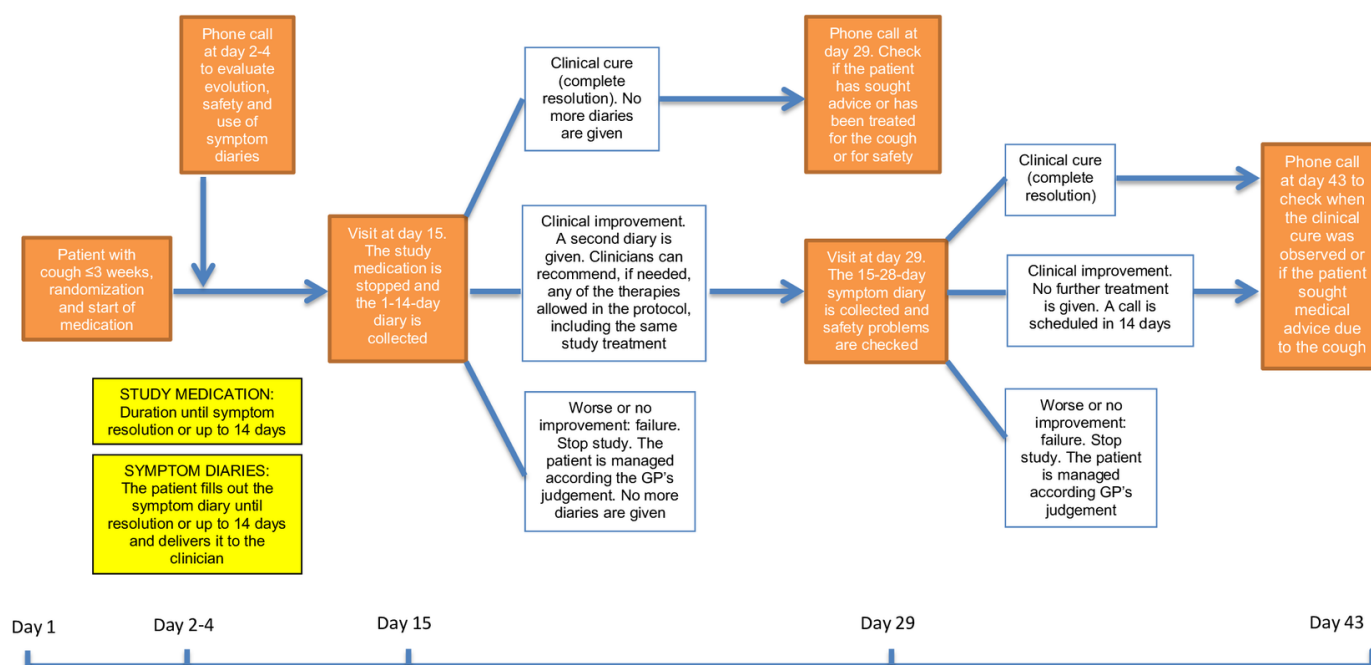 Phone call
at day 2-4
to evaluate
evolution,
safety and
use of
symptom
diaries
Patient with
cough ≤3 weeks,
randomization
and start of
medication
STUDY MEDICATION:
Duration until symptom
resolution or up to 14 days
SYMPTOM DIARIES:
The patient fills out the
symptom diary until
resolution or up to 14 days
and delivers it to the
clinician
Visit at day 15.
The study
medication is
stopped and
the 1-14-day
diary is
collected
Clinical cure
(complete
resolution). No
more diaries
are given
Clinical improvement.
A second diary is
given. Clinicians can
recommend, if needed,
any of the therapies
allowed in the protocol,
including the same
study treatment
Worse or no
improvement: failure.
Stop study. The
patient is managed
according the GP's
judgement. No more
diaries are given
Phone call at
day 29. Check
if the patient
has sought
advice or has
been treated
for the cough
or for safety
Visit at day 29.
The 15-28-day
symptom diary
is collected and
safety problems
are checked
Clinical cure
(complete
resolution)
Clinical improvement.
No further treatment
is given. A call is
scheduled in 14 days
Worse or no
improvement:
failure. Stop
study. The patient
is managed
according GP's
judgement
Phone call
at day 43 to
check when
the clinical
cure was
observed or
if the patient
sought
medical
advice due
to the cough
Day 1
Day 2-4
Day 15
Day 29
Day 43